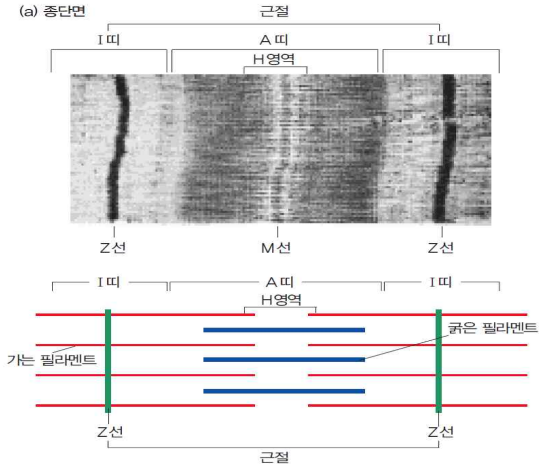 (a) 종단면
근절
I 띠
A 띠
I 띠
H영역
Z선
M선
Z선
I 띠
A 띠
I 띠
H영역
가는 필라멘트
굵은 필라멘트
Z선
Z선
근절